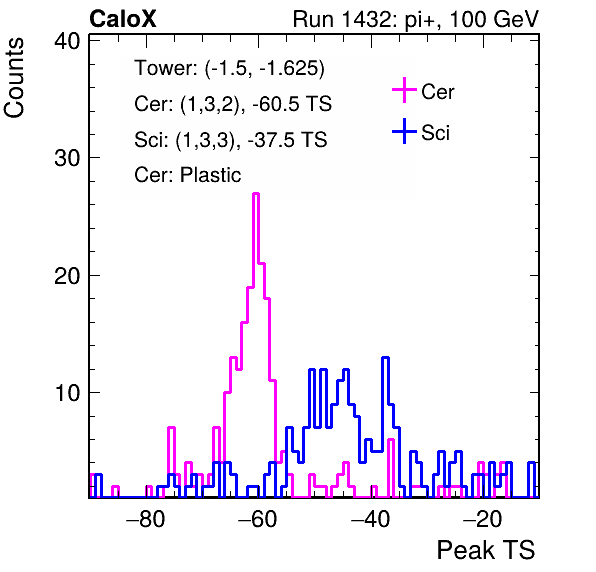 CaloX Run 1432: pi+, 100 GeV
Counts
40
30
20
10
Tower: (-1.5, -1.625)
Cer: (1,3,2), -60.5 TS
Sci: (1,3,3), -37.5 TS
Cer: Plastic
Cer
Sci
−80 −60 −40 −20
Peak TS